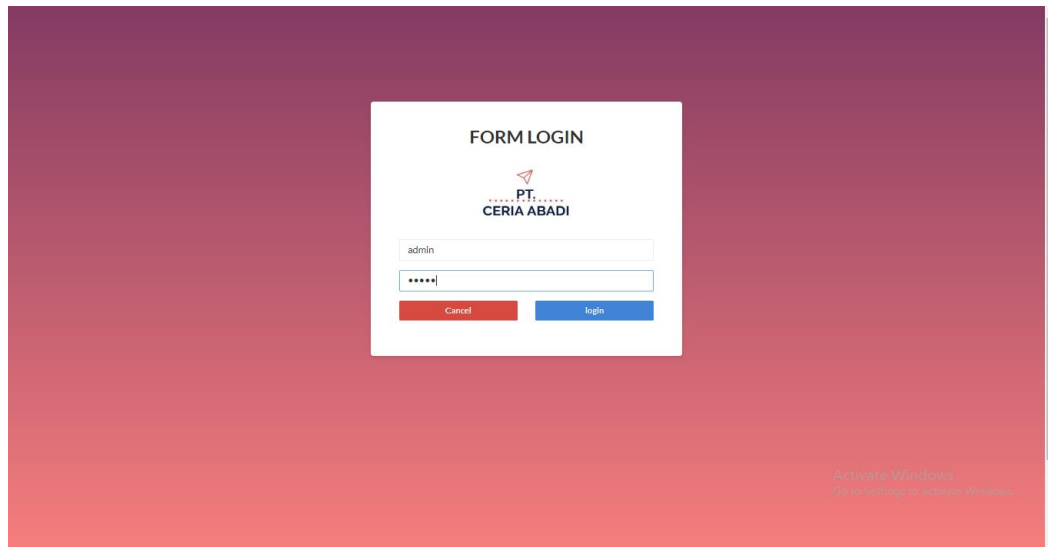 FORM LOGIN
PT.
CERIA ABADI
admin
•••••
Cancel
login
Activate Windows
Go to Settings to activate Windows.